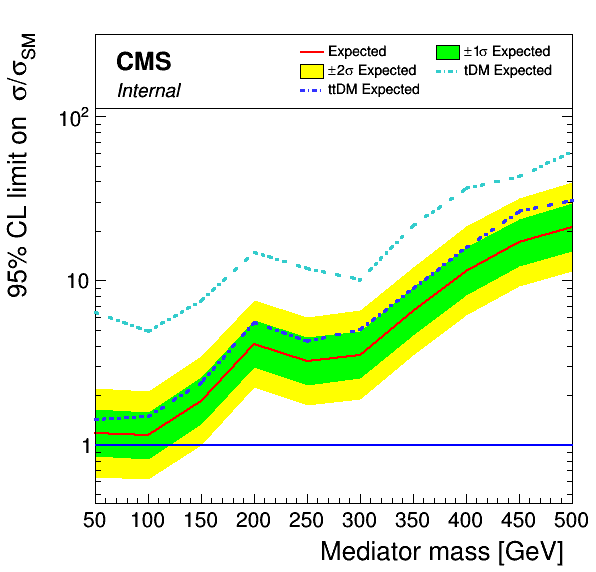 CMS
Internal
Expected
±1σ Expected
±2σ Expected
tDM Expected
ttDM Expected
95% CL limit on σ/σSM
10²
10
1
50 100 150 200 250 300 350 400 450 500
Mediator mass [GeV]